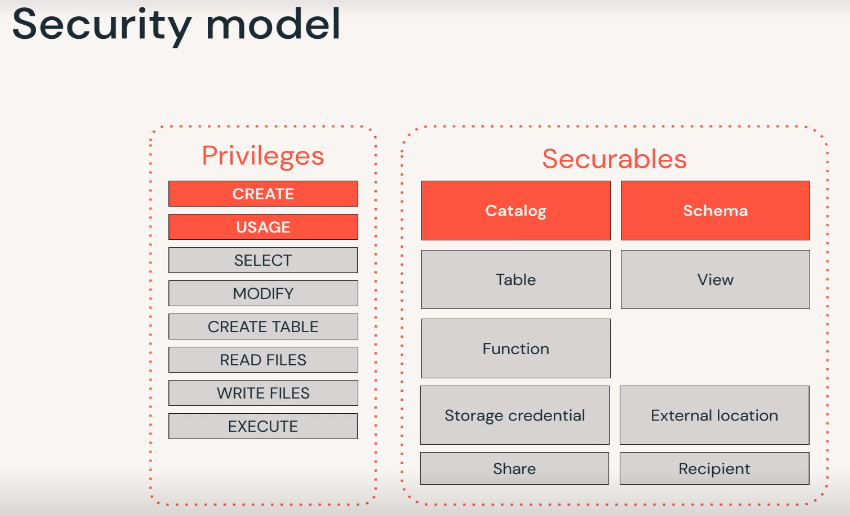 Security model
Privileges
CREATE
USAGE
SELECT
MODIFY
CREATE TABLE
READ FILES
WRITE FILES
EXECUTE
Securables
Catalog
Schema
Table
View
Function
Storage credential
External location
Share
Recipient